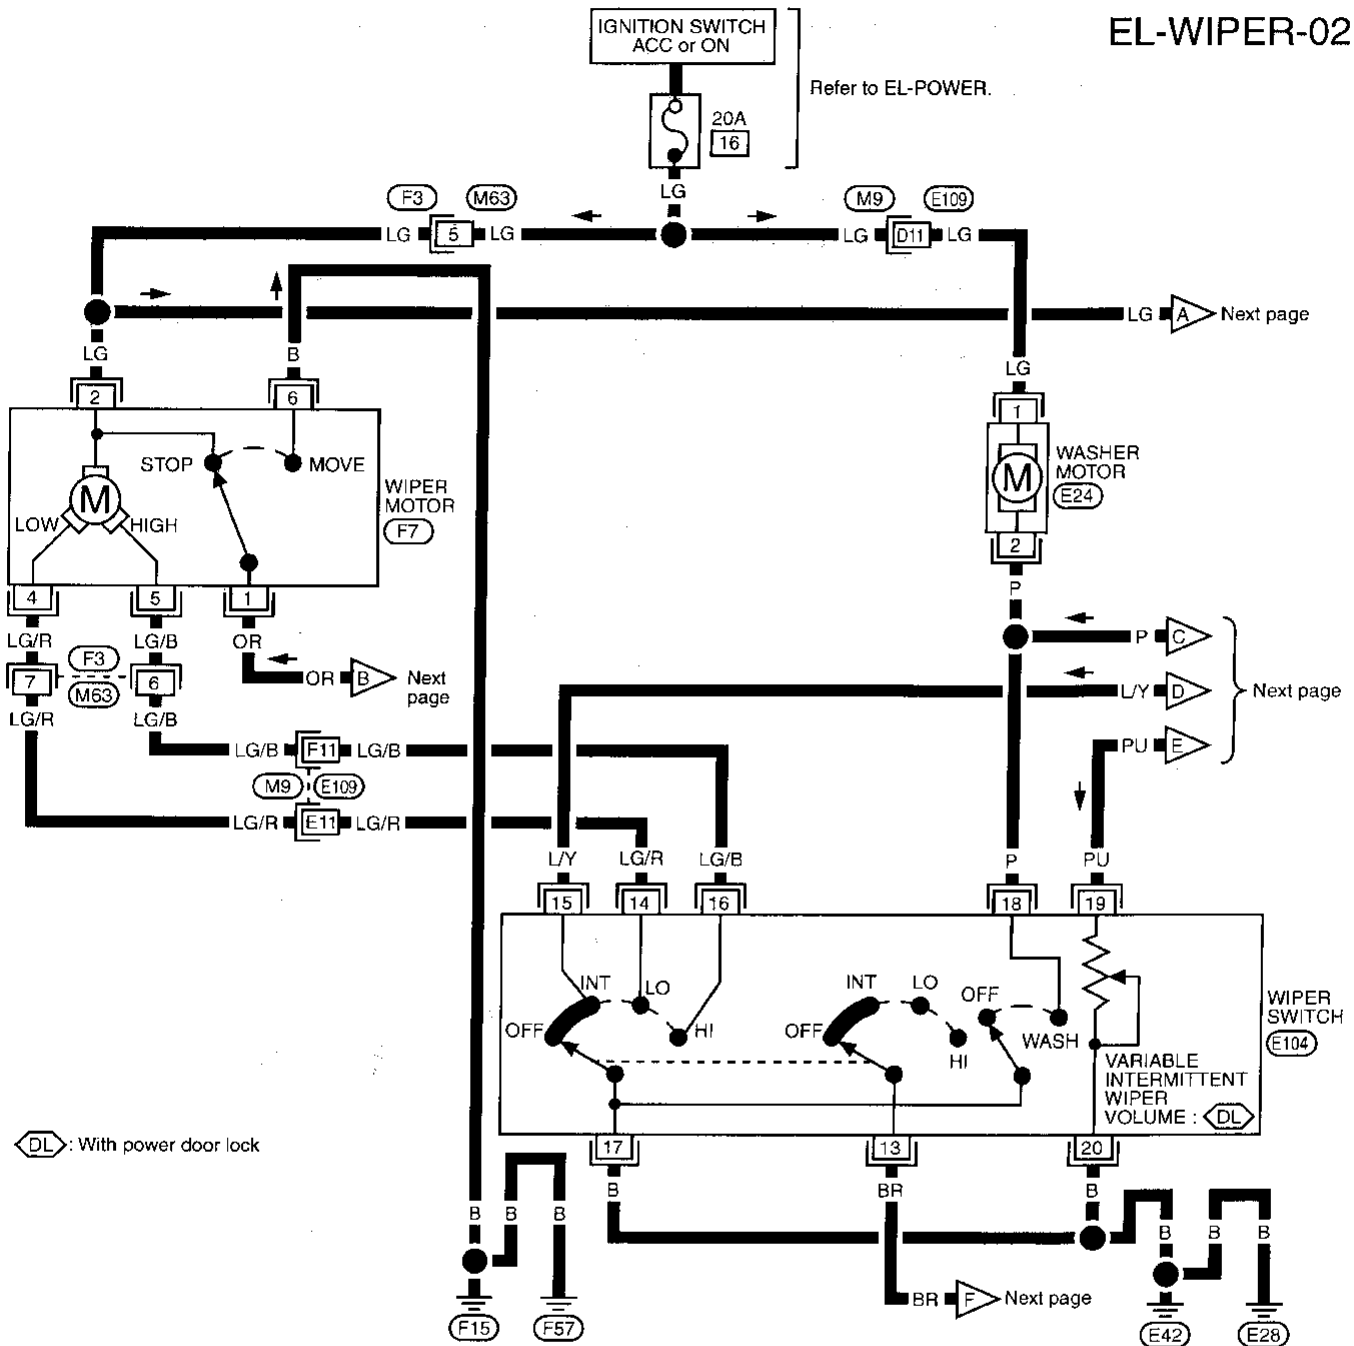 EL-WIPER-02
IGNITION SWITCH
ACC or ON
Refer to EL-POWER.
20A
16
LG
F3 M63 M9 E109
LG 5 LG LG D11 LG
LG A Next page
LG B LG
2 6 1
STOP MOVE
M
LOW HIGH
WIPER
MOTOR
F7
M
WASHER
MOTOR
E24
2
P
4 5 1
LG/R LG/B OR
P C
F3
7 6
M63
OR B Next
page
L/Y D Next page
LG/R LG/B
PU E
LG/B F11 LG/B
M9 E109
LG/R E11 LG/R
L/Y LG/R LG/B P PU
15 14 16 18 19
INT LO INT LO OFF
OFF HI OFF HI WASH
WIPER
SWITCH
E104
VARIABLE
INTERMITTENT
WIPER
VOLUME : DL
DL : With power door lock
17 13 20
B BR B
B B B B B B
BR F Next page
F15 F57 E42 E28